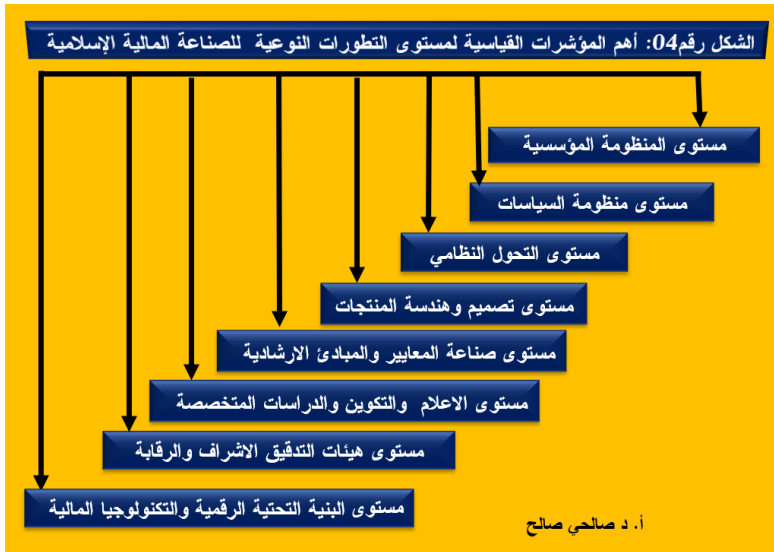 الشكل رقم04: أهم المؤشرات القياسية لمستوى التطورات النوعية للصناعة المالية الإسلامية
مستوى المنظومة المؤسسية
مستوى منظومة السياسات
مستوى التحول النظامي
مستوى تصميم وهندسة المنتجات
مستوى صناعة المعايير والمبادئ الارشادية
مستوى الاعلام والتكوين والدراسات المتخصصة
مستوى هيئات التدقيق الاشراف والرقابة
مستوى البنية التحتية الرقمية والتكنولوجيا المالية
أ. د صالحي صالح